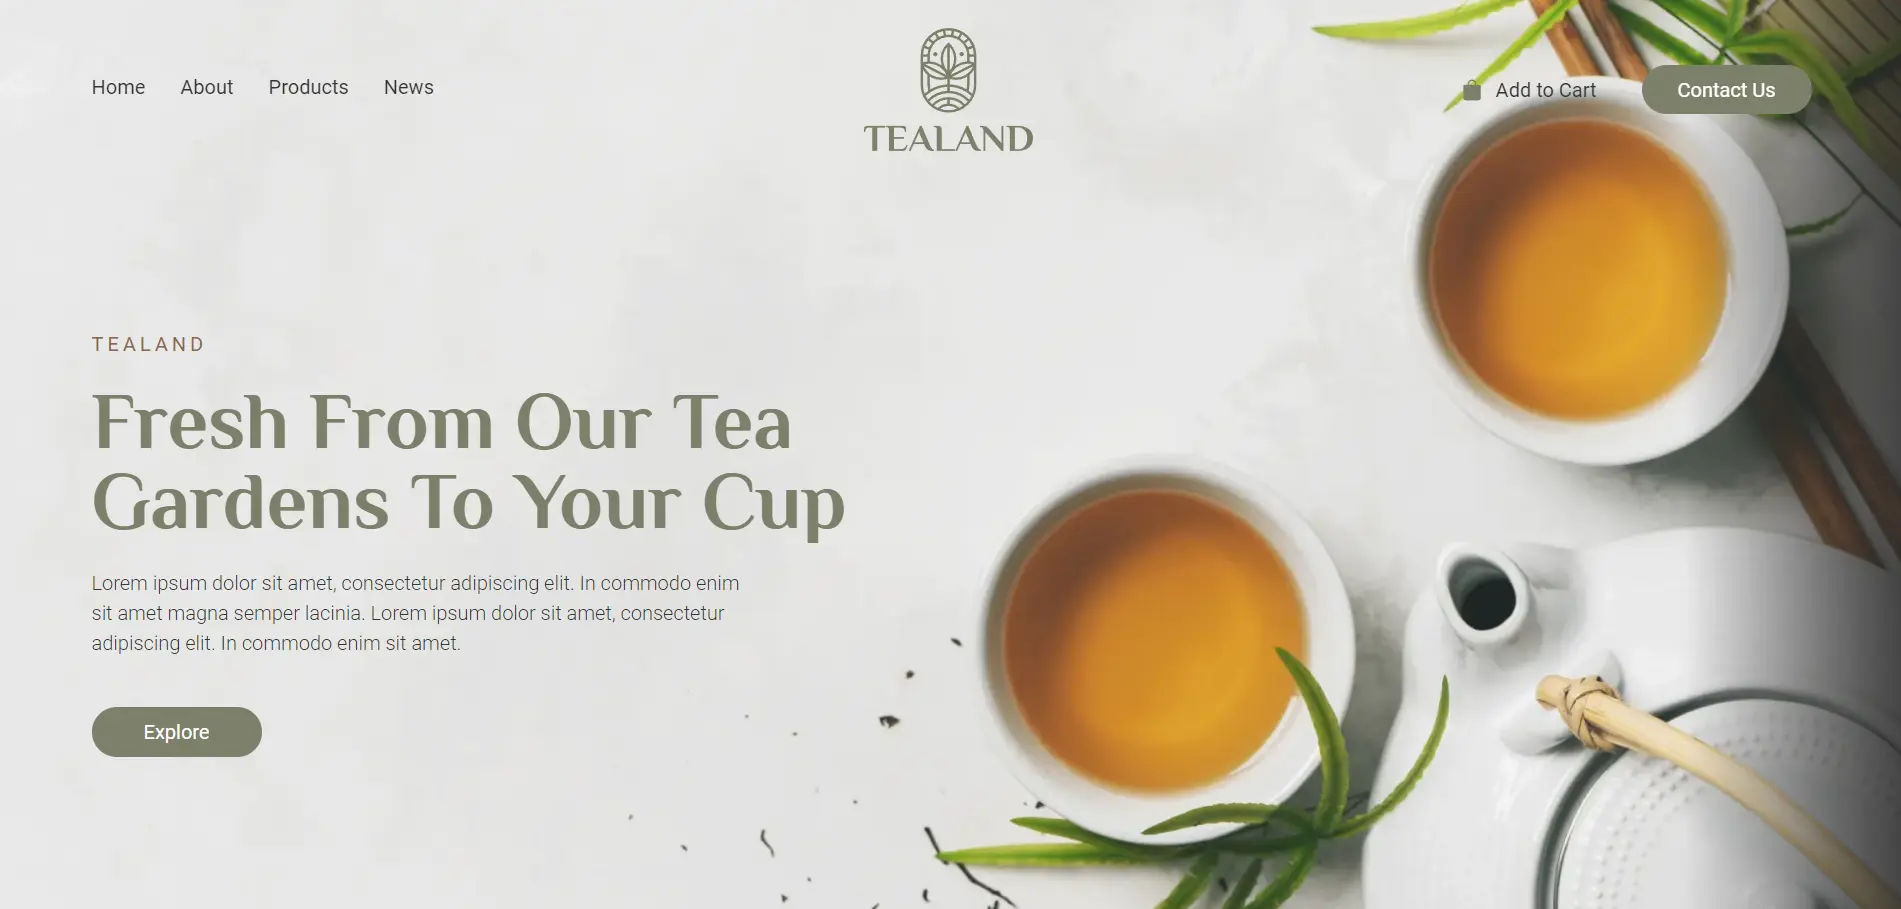 Home
About
Products
News
TEALAND
Add to Cart
Contact Us
TEALAND
Fresh From Our Tea
Gardens To Your Cup
Lorem ipsum dolor sit amet, consectetur adipiscing elit. In commodo enim
sit amet magna semper lacinia. Lorem ipsum dolor sit amet, consectetur
adipiscing elit. In commodo enim sit amet.
Explore